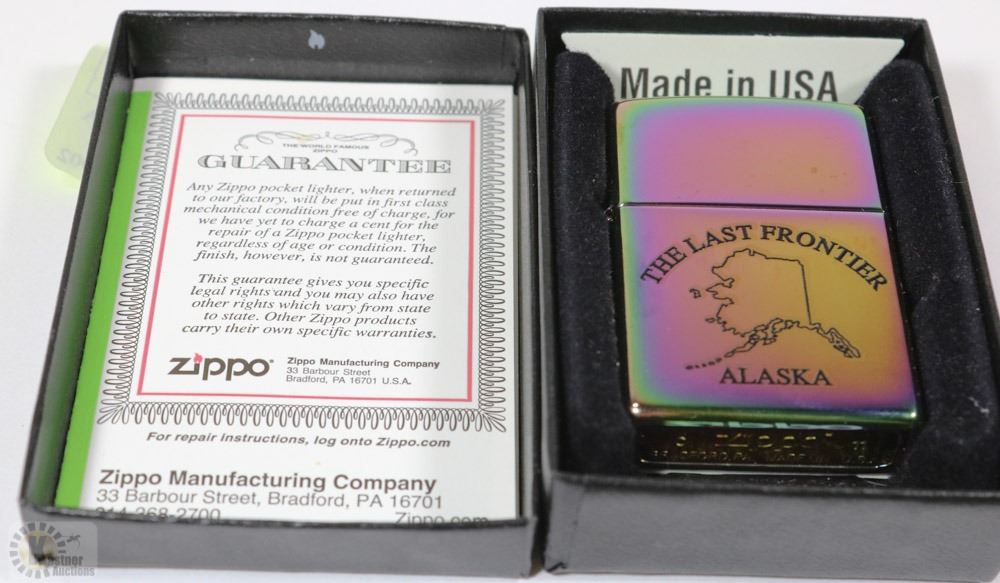 THE WORLD FAMOUS
ZIPPO
GUARANTEE
Any Zippo pocket lighter, when returned
to our factory, will be put in first class
mechanical condition free of charge, for
we have yet to charge a cent for the
repair of a Zippo pocket lighter,
regardless of age or condition. The
finish, however, is not guaranteed.
This guarantee gives you specific
legal rights and you may also have
other rights which vary from state
to state. Other Zippo products
carry their own specific warranties.
zippo®
Zippo Manufacturing Company
33 Barbour Street
Bradford, PA 16701 U.S.A.
For repair instructions, log onto Zippo.com
Zippo Manufacturing Company
33 Barbour Street, Bradford, PA 16701
814-368-2700 Zippo.com
Made in USA
THE LAST FRONTIER
ALASKA
Kastner
Auctions